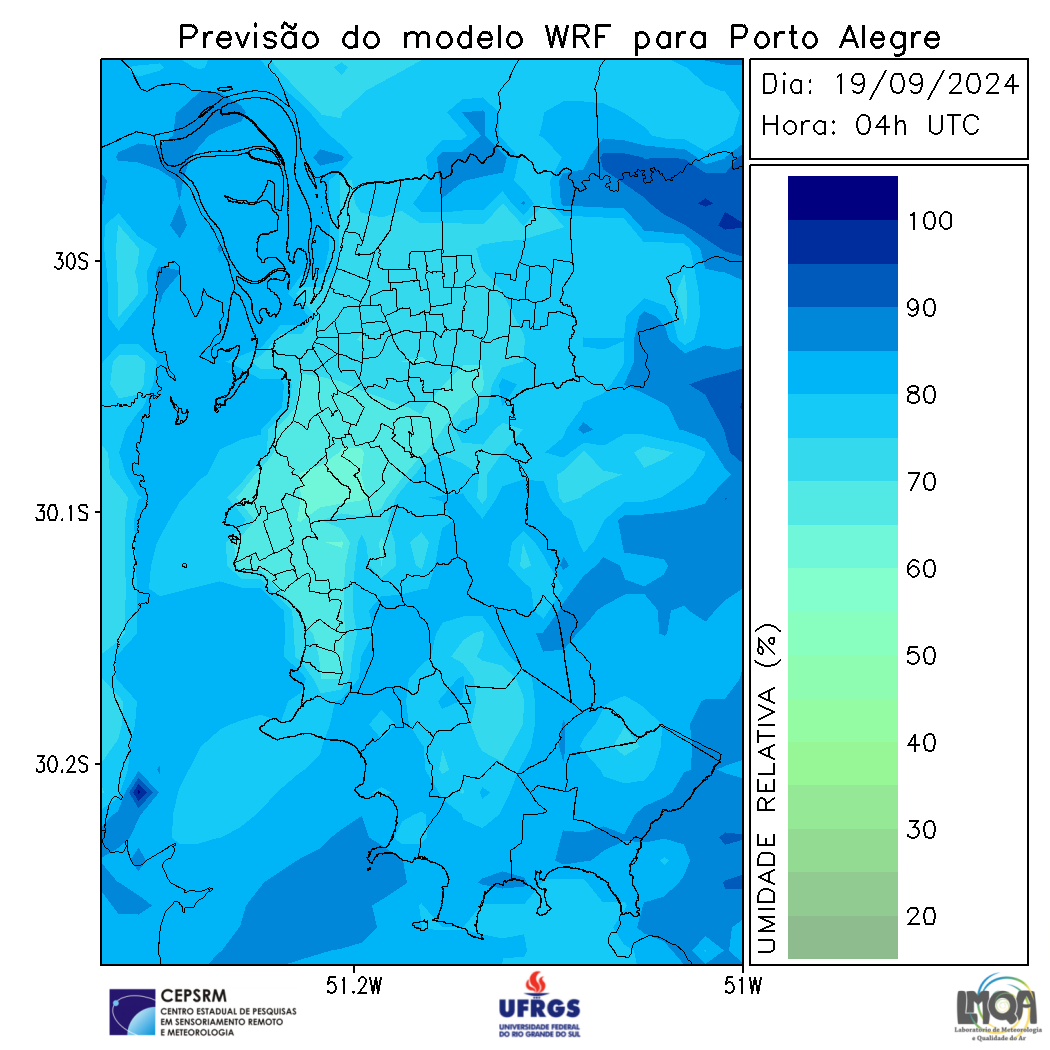 Previsão do modelo WRF para Porto Alegre
Dia: 19/09/2024
Hora: 04h UTC
30S
30.1S
30.2S
51.2W
51W
100
90
80
70
60
50
40
30
20
UMIDADE RELATIVA (%)
CEPSRM
CENTRO ESTADUAL DE PESQUISAS
EM SENSORIAMENTO REMOTO
E METEOROLOGIA
UFRGS
UNIVERSIDADE FEDERAL
DO RIO GRANDE DO SUL
LMQA
Laboratório de Meteorologia
e Qualidade do Ar